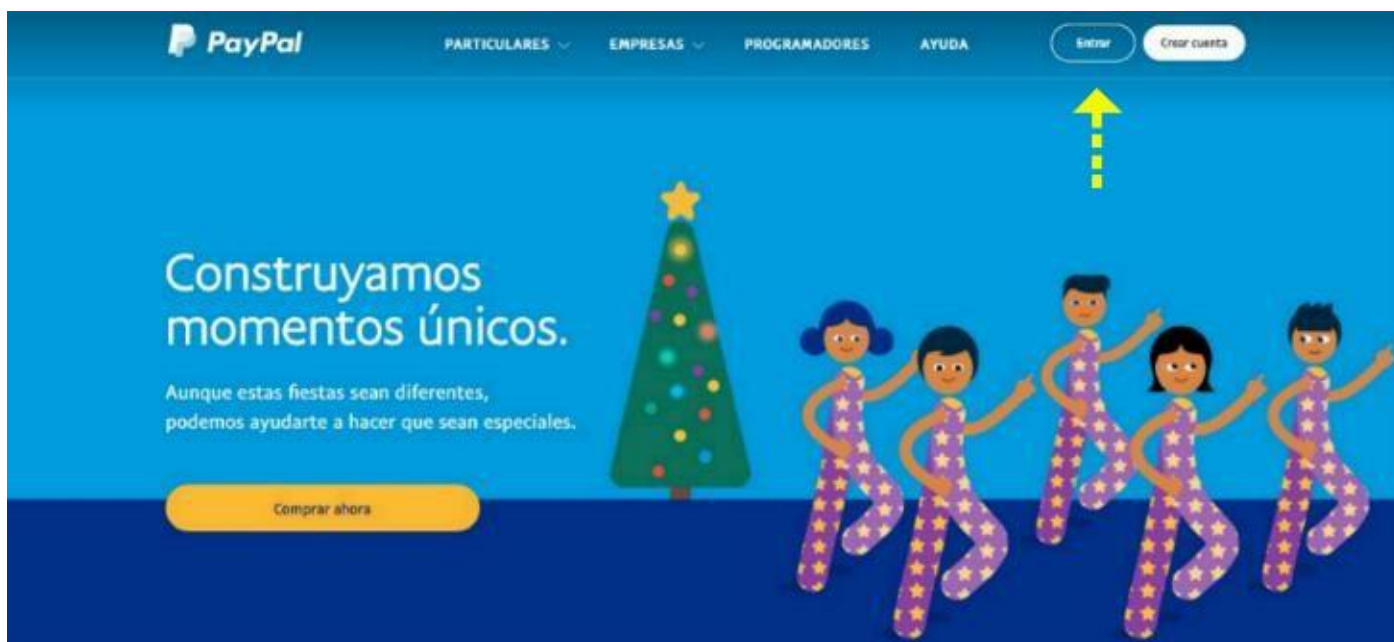 PayPal
PARTICULARES
EMPRESAS
PROGRAMADORES
AYUDA
Entrar
Crear cuenta
Construyamos
momentos únicos.
Aunque estas fiestas sean diferentes,
podemos ayudarte a hacer que sean especiales.
Comprar ahora